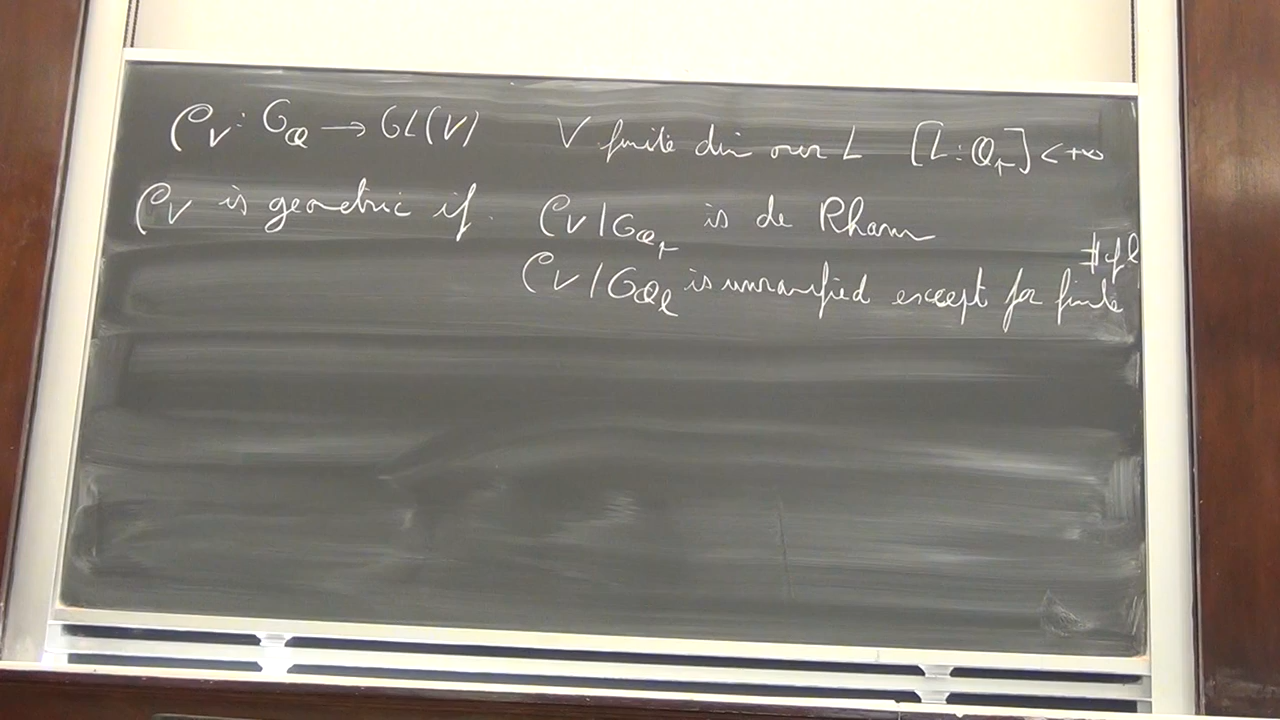 ρ_V : G_ℚ → GL(V) V finite dim over L [L:ℚ_p] < +∞
ρ_V is geometric if ρ_V|G_ℚ_p is de Rham
ρ_V|G_ℚ_ℓ is unramified except for finite # of ℓ